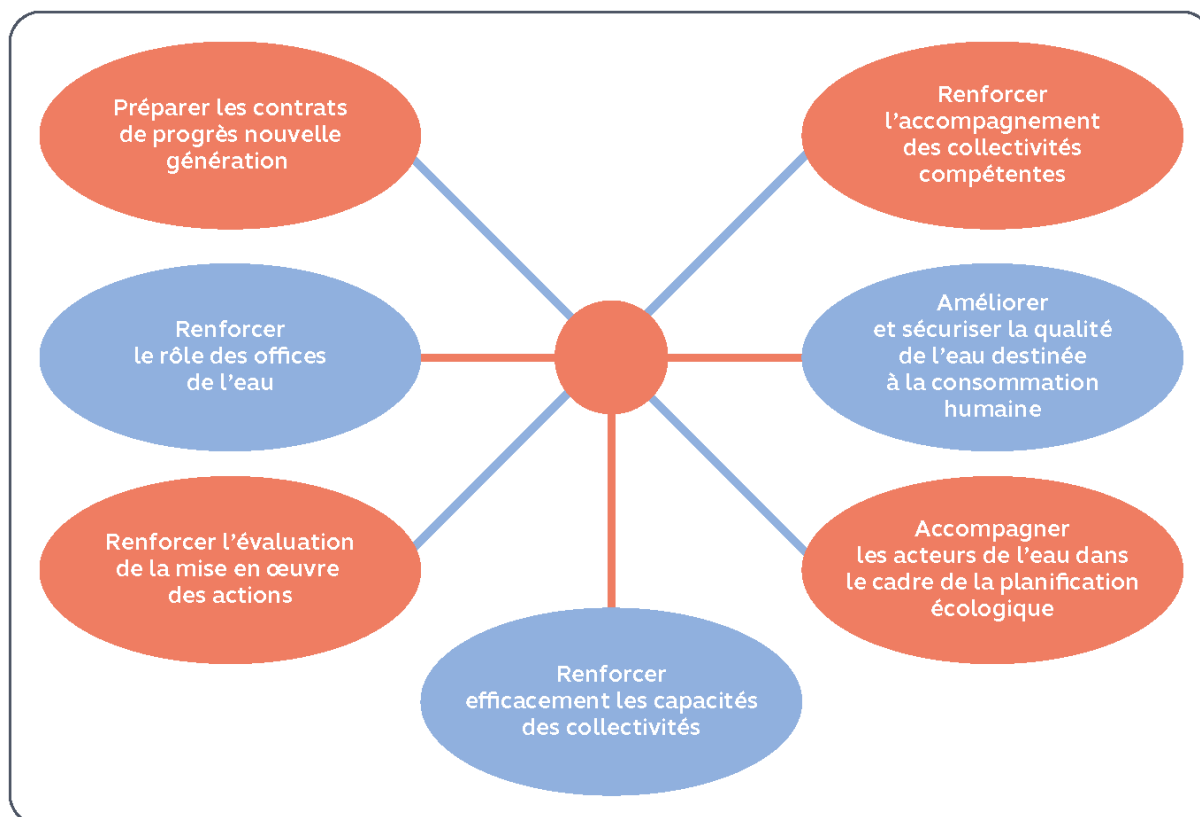 Préparer les contrats
de progrès nouvelle
génération
Renforcer
l'accompagnement
des collectivités
compétentes
Renforcer
le rôle des offices
de l'eau
Améliorer
et sécuriser la qualité
de l'eau destinée
à la consommation
humaine
Renforcer l'évaluation
de la mise en œuvre
des actions
Accompagner
les acteurs de l'eau dans
le cadre de la planification
écologique
Renforcer
efficacement les capacités
des collectivités